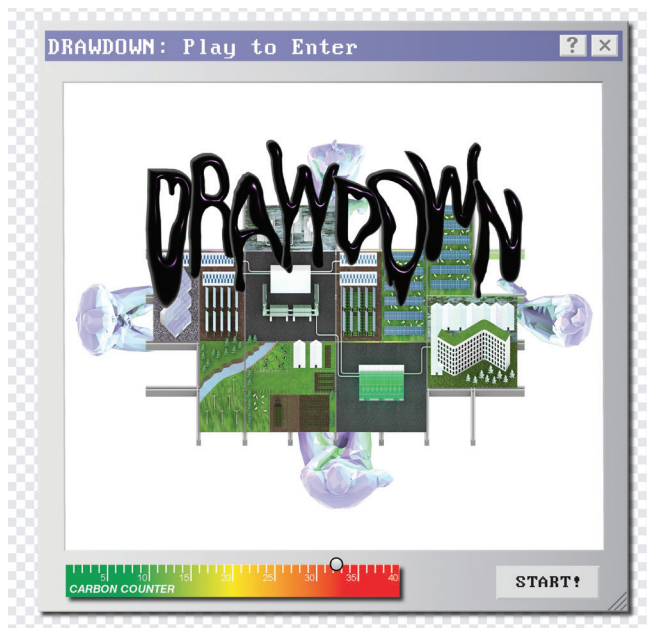 DRAWDOWN: Play to Enter
? ×
DRAWDOWN
5 10 15 20 25 30 35 40
CARBON COUNTER
START!